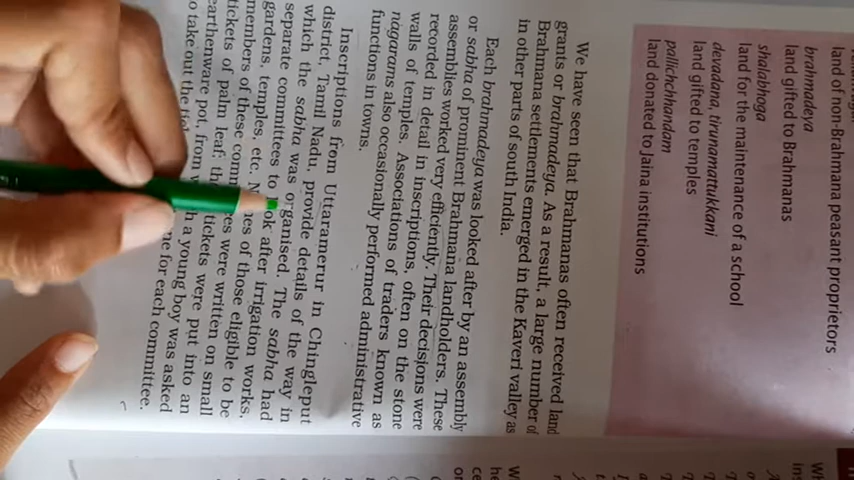 land of non-Brahmana peasant proprietors
brahmadeya
land gifted to Brahmanas
shalabhoga
land for the maintenance of a school
devadana, tirunamattukkani
land gifted to temples
pallichchhandam
land donated to Jaina institutions
We have seen that Brahmanas often received land
grants or brahmadeya. As a result, a large number of
Brahmana settlements emerged in the Kaveri valley as
in other parts of south India.
Each brahmadeya was looked after by an assembly
or sabha of prominent Brahmana landholders. These
assemblies worked very efficiently. Their decisions were
recorded in detail in inscriptions, often on the stone
walls of temples. Associations of traders known as
nagarams also occasionally performed administrative
functions in towns.
Inscriptions from Uttaramerur in Chingleput
district, Tamil Nadu, provide details of the way in
which the sabha was organised. The sabha had
separate committees to look after irrigation works,
gardens, temples, etc. of those eligible to be
members of these were written on small
tickets of palm leaf; tickets were put into an
earthenware pot, from a young boy was asked
to take out the for each committee.